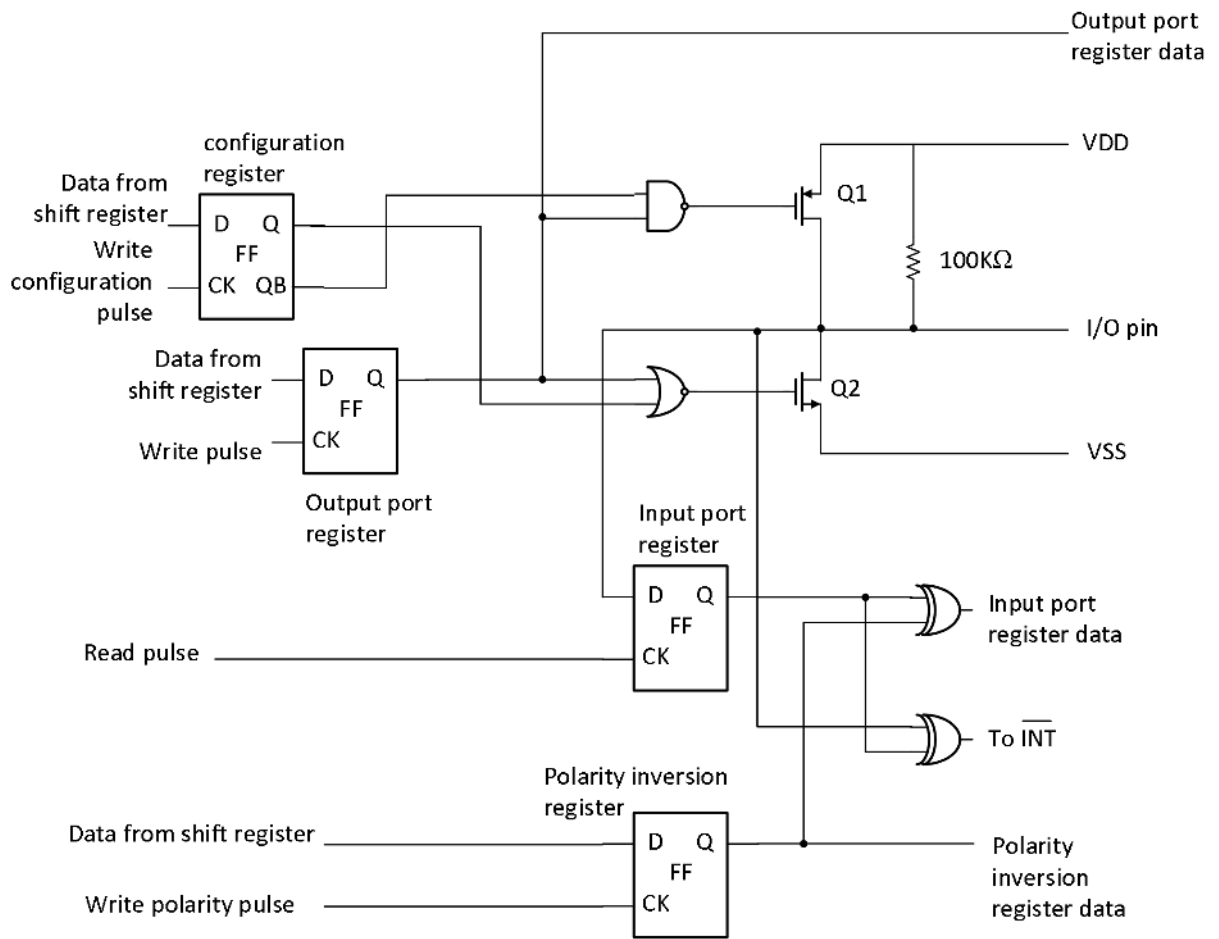 Output port
register data
configuration
register
VDD
Data from
shift register
D Q
Q1
Write
FF
configuration
pulse
CK QB
100KΩ
I/O pin
Data from
shift register
D Q
FF
Q2
Write pulse
CK
VSS
Output port
register
Input port
register
D Q
FF
Input port
register data
Read pulse
CK
To I̅N̅T̅
Polarity inversion
register
Data from shift register
D Q
FF
Polarity
inversion
register data
Write polarity pulse
CK